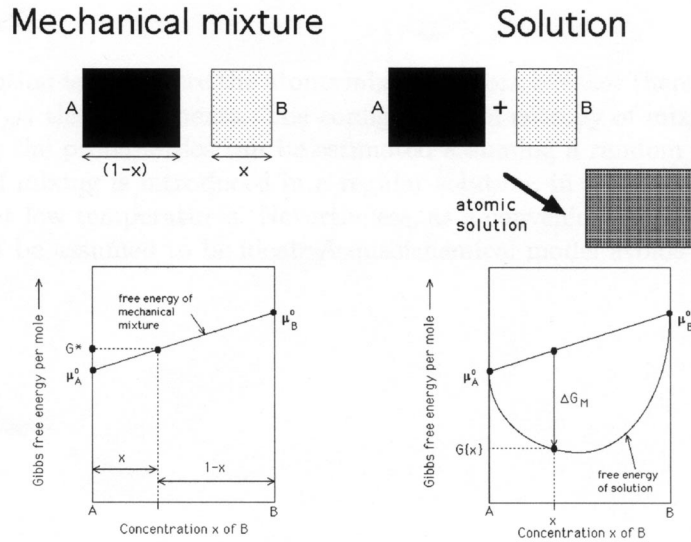 Mechanical mixture
A
B
(1-x)
x
Gibbs free energy per mole
free energy of
mechanical
mixture
μ°B
G*
μ°A
x
1-x
A
B
Concentration x of B
Solution
A
+
B
atomic
solution
Gibbs free energy per mole
μ°B
μ°A
ΔGM
G{x}
free energy
of solution
A
x
B
Concentration x of B